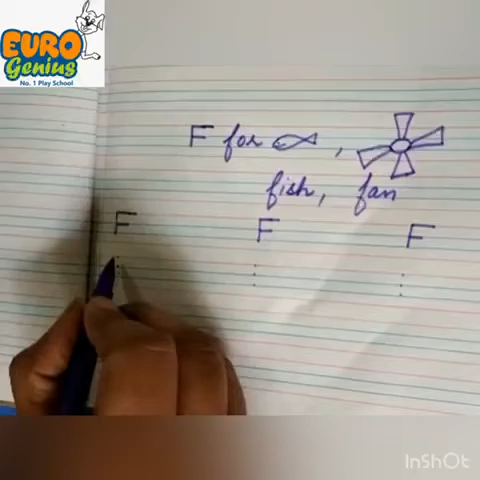 EURO
Genius
No. 1 Play School
F for ,
fish, fan
F F F
InShOt